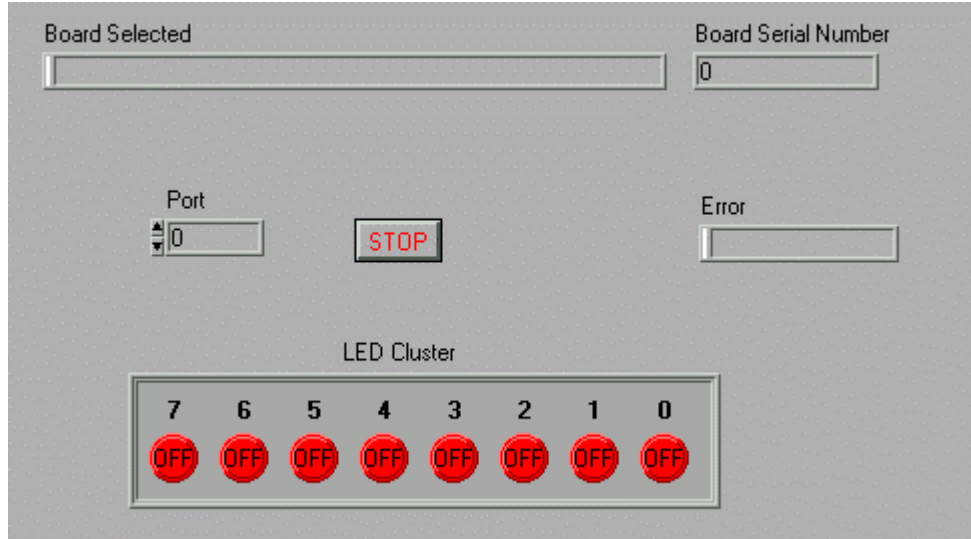 Board Selected
Board Serial Number
0
Port
0
STOP
Error
LED Cluster
7 6 5 4 3 2 1 0
OFF OFF OFF OFF OFF OFF OFF OFF